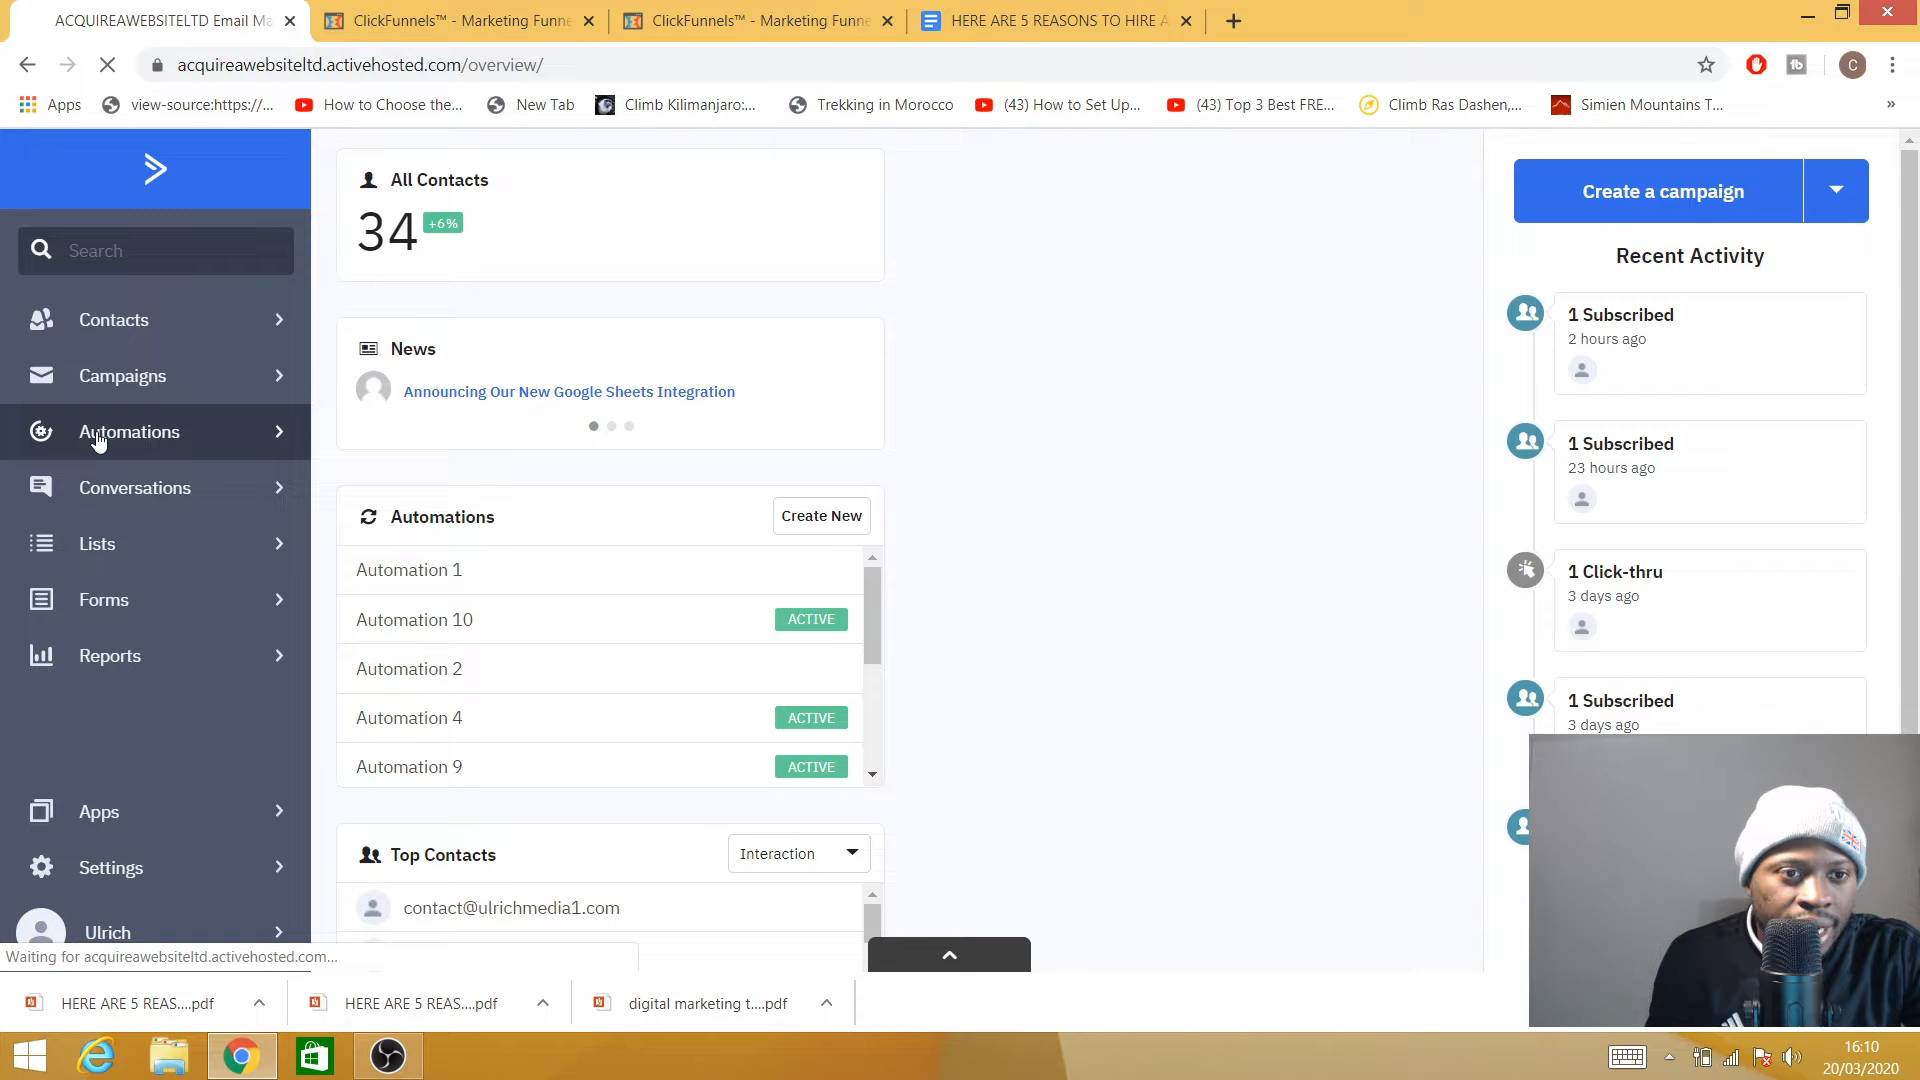 ACQUIREAWEBSITELTD Email Ma
ClickFunnels™ - Marketing Funne
ClickFunnels™ - Marketing Funne
HERE ARE 5 REASONS TO HIRE A
acquireawebsiteltd.activehosted.com/overview/
C
Apps
view-source:https://...
How to Choose the...
New Tab
Climb Kilimanjaro:...
Trekking in Morocco
(43) How to Set Up...
(43) Top 3 Best FRE...
Climb Ras Dashen,...
Simien Mountains T...
»
Search
Contacts
Campaigns
Automations
Conversations
Lists
Forms
Reports
Apps
Settings
Ulrich
All Contacts
34 +6%
News
Announcing Our New Google Sheets Integration
Automations
Create New
Automation 1
Automation 10
ACTIVE
Automation 2
Automation 4
ACTIVE
Automation 9
ACTIVE
Top Contacts
Interaction
contact@ulrichmedia1.com
Create a campaign
Recent Activity
1 Subscribed
2 hours ago
1 Subscribed
23 hours ago
1 Click-thru
3 days ago
1 Subscribed
3 days ago
Waiting for acquireawebsiteltd.activehosted.com...
HERE ARE 5 REAS....pdf
HERE ARE 5 REAS....pdf
digital marketing t....pdf
16:10
20/03/2020